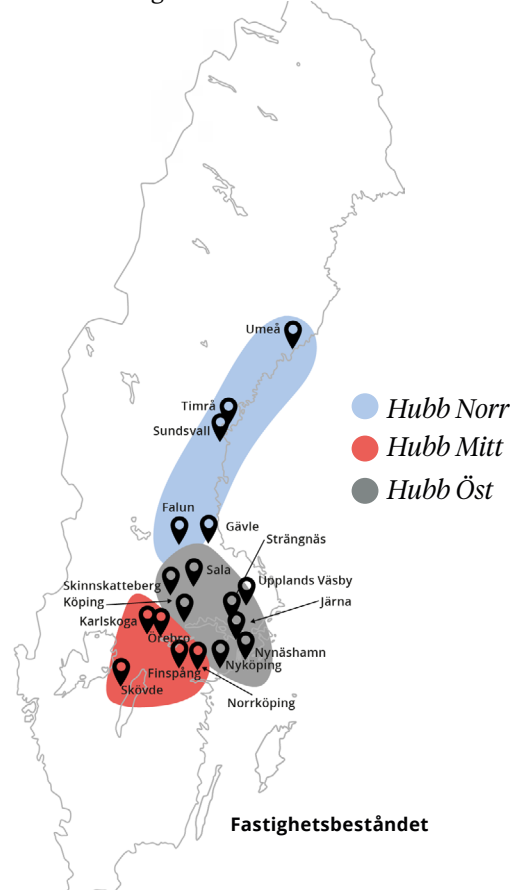 Umeå
Timrå
Sundsvall
Hubb Norr
Hubb Mitt
Hubb Öst
Falun
Gävle
Strängnäs
Sala
Skinnskatteberg
Upplands Väsby
Köping
Järna
Karlskoga
Örebro
Nynäshamn
Nyköping
Finspång
Skövde
Norrköping
Fastighetsbeståndet